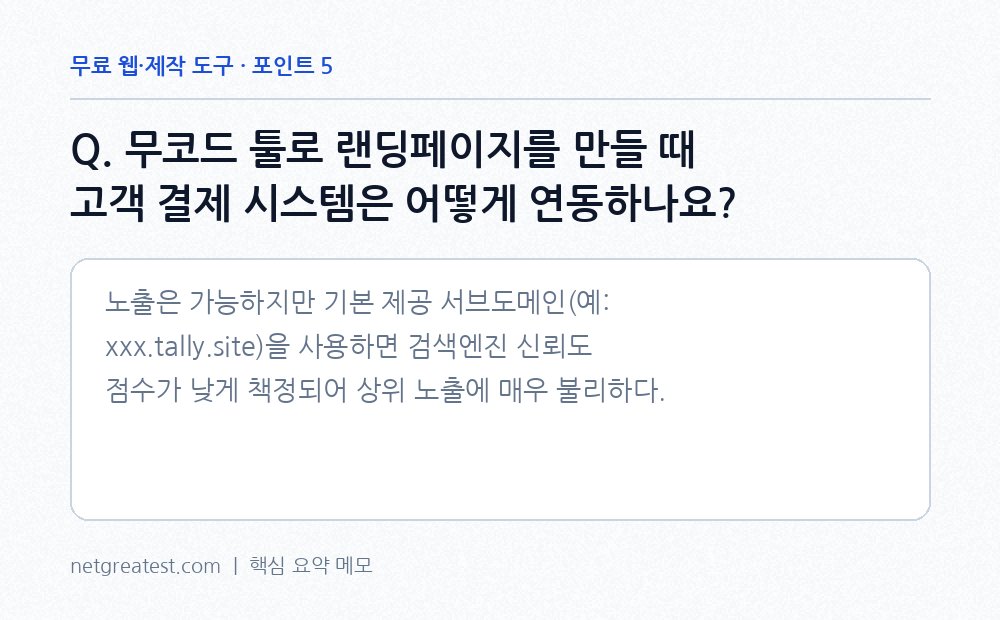 무료 웹·제작 도구 · 포인트 5
Q. 무코드 툴로 랜딩페이지를 만들 때
고객 결제 시스템은 어떻게 연동하나요?
노출은 가능하지만 기본 제공 서브도메인(예:
xxx.tally.site)을 사용하면 검색엔진 신뢰도
점수가 낮게 책정되어 상위 노출에 매우 불리하다.
netgreatest.com | 핵심 요약 메모